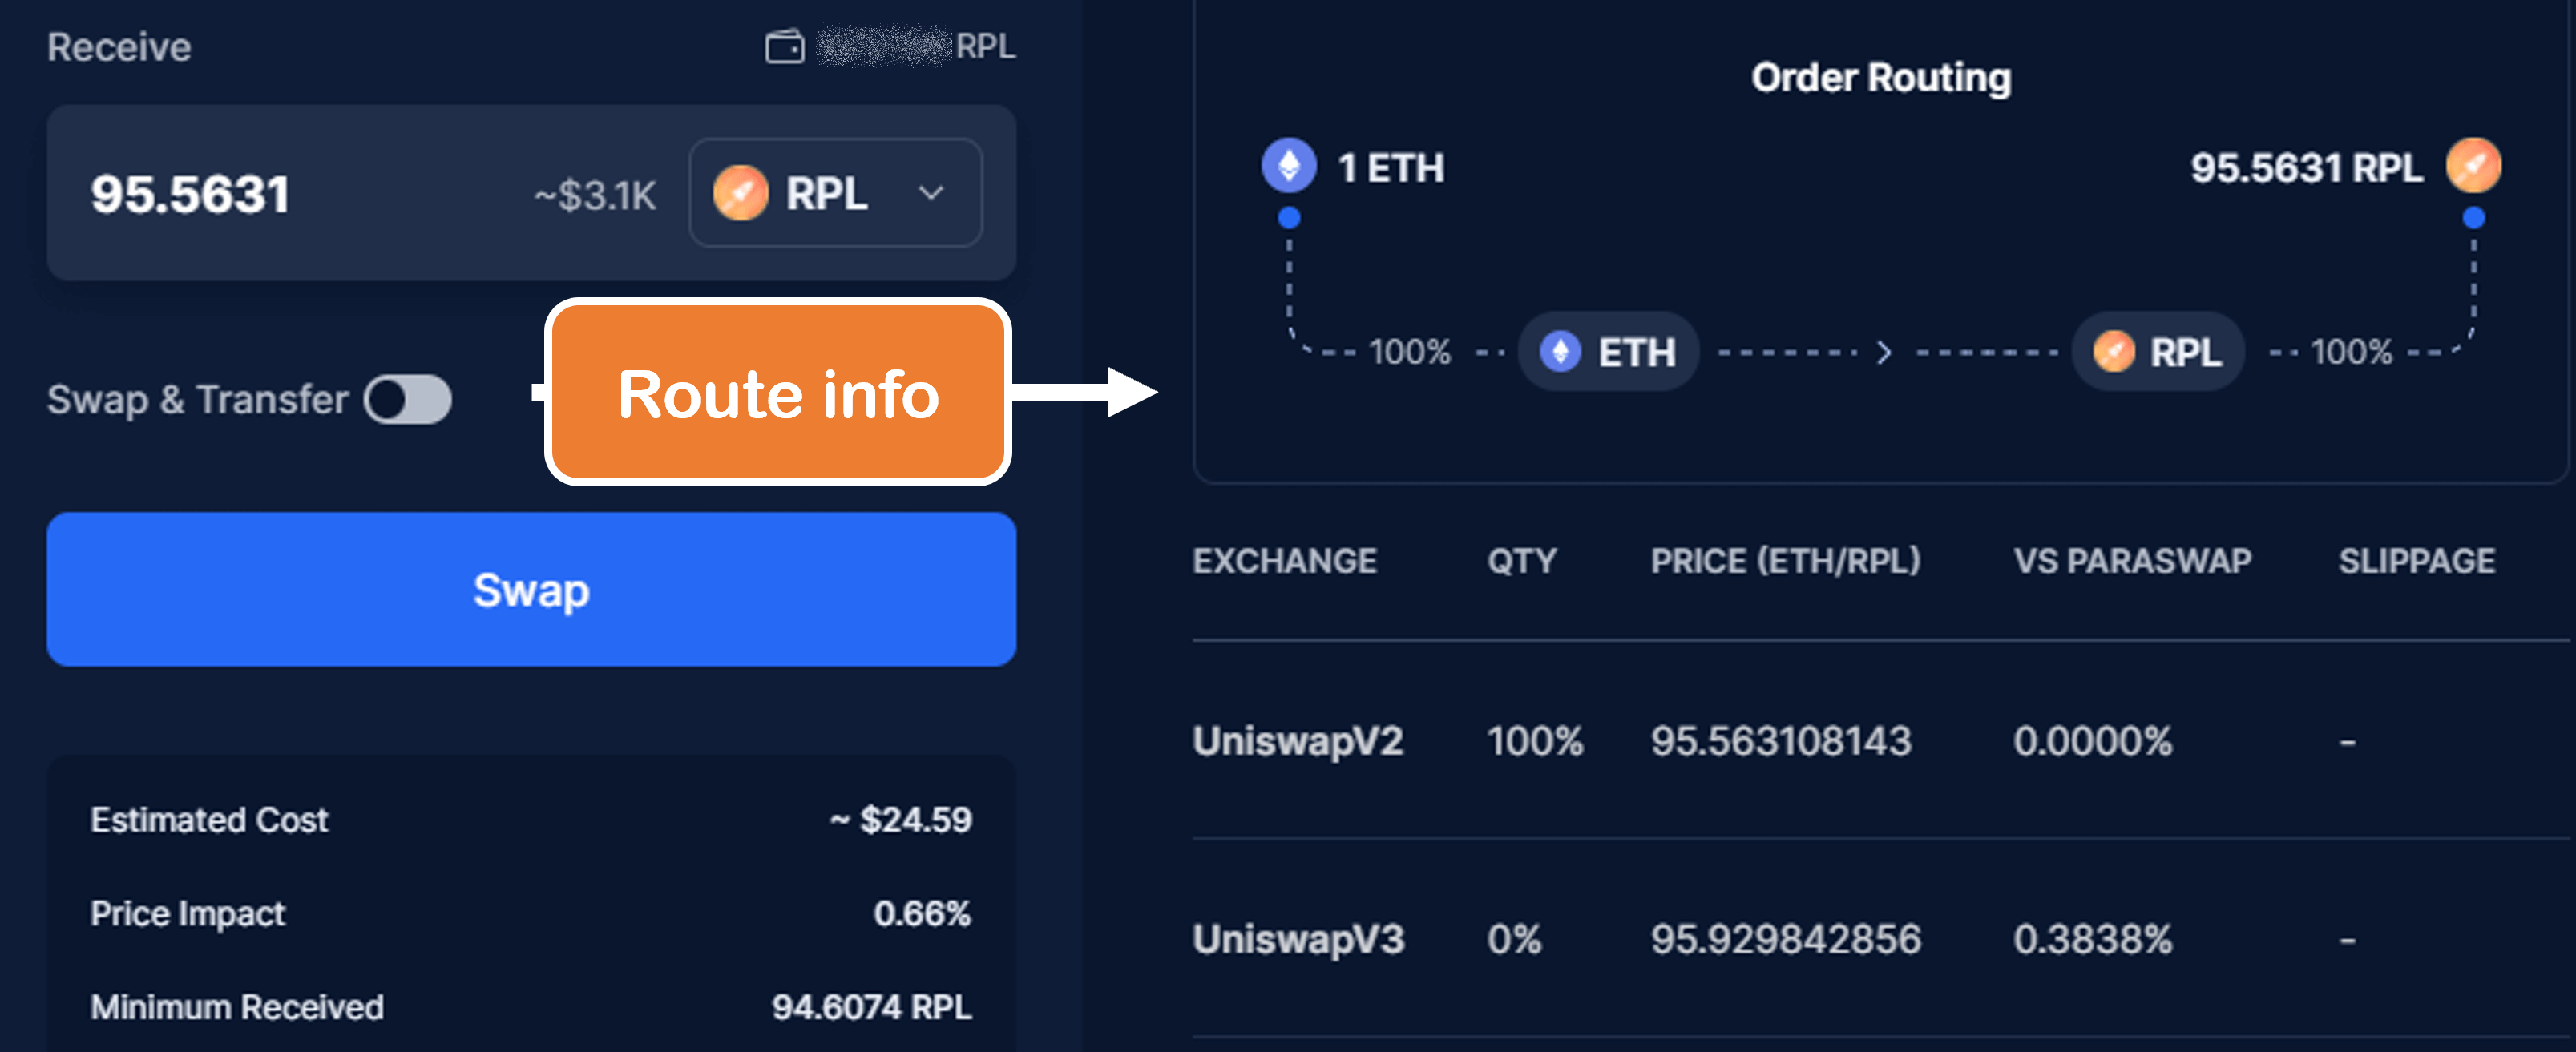 Receive
RPL
95.5631 ~$3.1K RPL
Swap & Transfer
Route info
Swap
Estimated Cost ~ $24.59
Price Impact 0.66%
Minimum Received 94.6074 RPL
Order Routing
1 ETH 95.5631 RPL
100% ETH RPL 100%
EXCHANGE QTY PRICE (ETH/RPL) VS PARASWAP SLIPPAGE
UniswapV2 100% 95.563108143 0.0000% -
UniswapV3 0% 95.929842856 0.3838% -